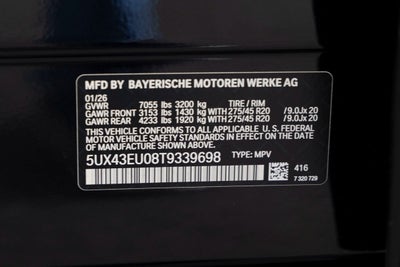 MFD BY BAYERISCHE MOTOREN WERKE AG
01/26
GVWR 7055 lbs 3200 kg TIRE / RIM
GAWR FRONT 3153 lbs 1430 kg 275/45 R20 /9.0Jx 20
GAWR REAR 4233 lbs 1920 kg 275/45 R20 /9.0Jx 20
THIS VEHICLE CONFORMS TO ALL APPLICABLE U.S. FEDERAL
MOTOR VEHICLE SAFETY STANDARDS IN EFFECT ON THE DATE OF
MANUFACTURE SHOWN ABOVE.
5UX43EU08T9339698 TYPE: MPV
416
7 320 729